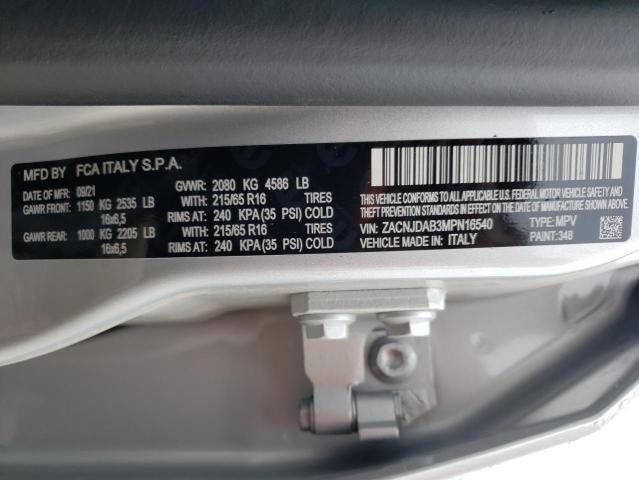 MFD BY FCA ITALY S.P.A.
DATE OF MFR: 09/21 GVWR: 2080 KG 4586 LB
GAWR FRONT: 1150 KG 2535 LB WITH: 215/65 R16 TIRES
16x6,5 RIMS AT: 240 KPA(35 PSI) COLD
GAWR REAR: 1000 KG 2205 LB WITH: 215/65 R16 TIRES
16x6,5 RIMS AT: 240 KPA(35 PSI) COLD
THIS VEHICLE CONFORMS TO ALL APPLICABLE U.S.A. FEDERAL MOTOR VEHICLE SAFETY, BUMPER, AND THEFT PREVENTION STANDARDS IN EFFECT ON THE DATE OF MANUFACTURE SHOWN ABOVE.
VIN: ZACNJDAB3MPN16540 TYPE: MPV
VEHICLE MADE IN: ITALY PAINT: 348